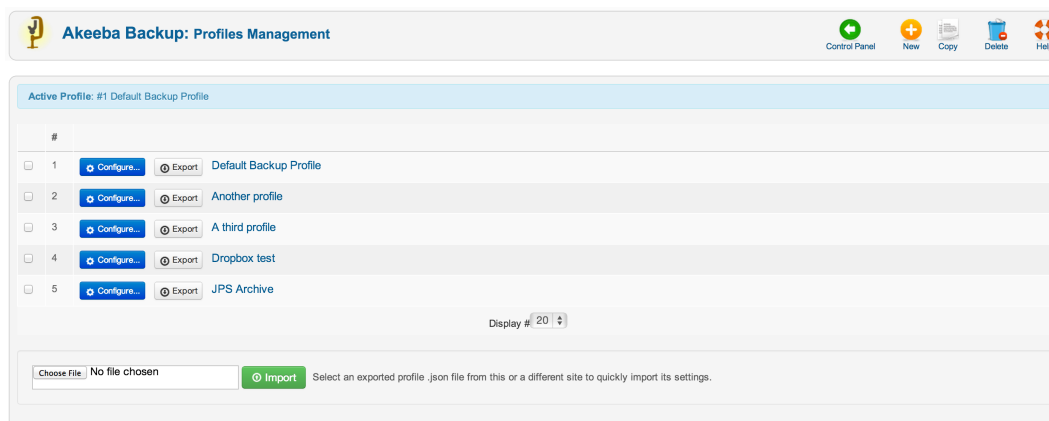 Akeeba Backup: Profiles Management
Control Panel New Copy Delete Hel
Active Profile: #1 Default Backup Profile
#
1 Configure... Export Default Backup Profile
2 Configure... Export Another profile
3 Configure... Export A third profile
4 Configure... Export Dropbox test
5 Configure... Export JPS Archive
Display # 20
Choose File No file chosen Import Select an exported profile .json file from this or a different site to quickly import its settings.